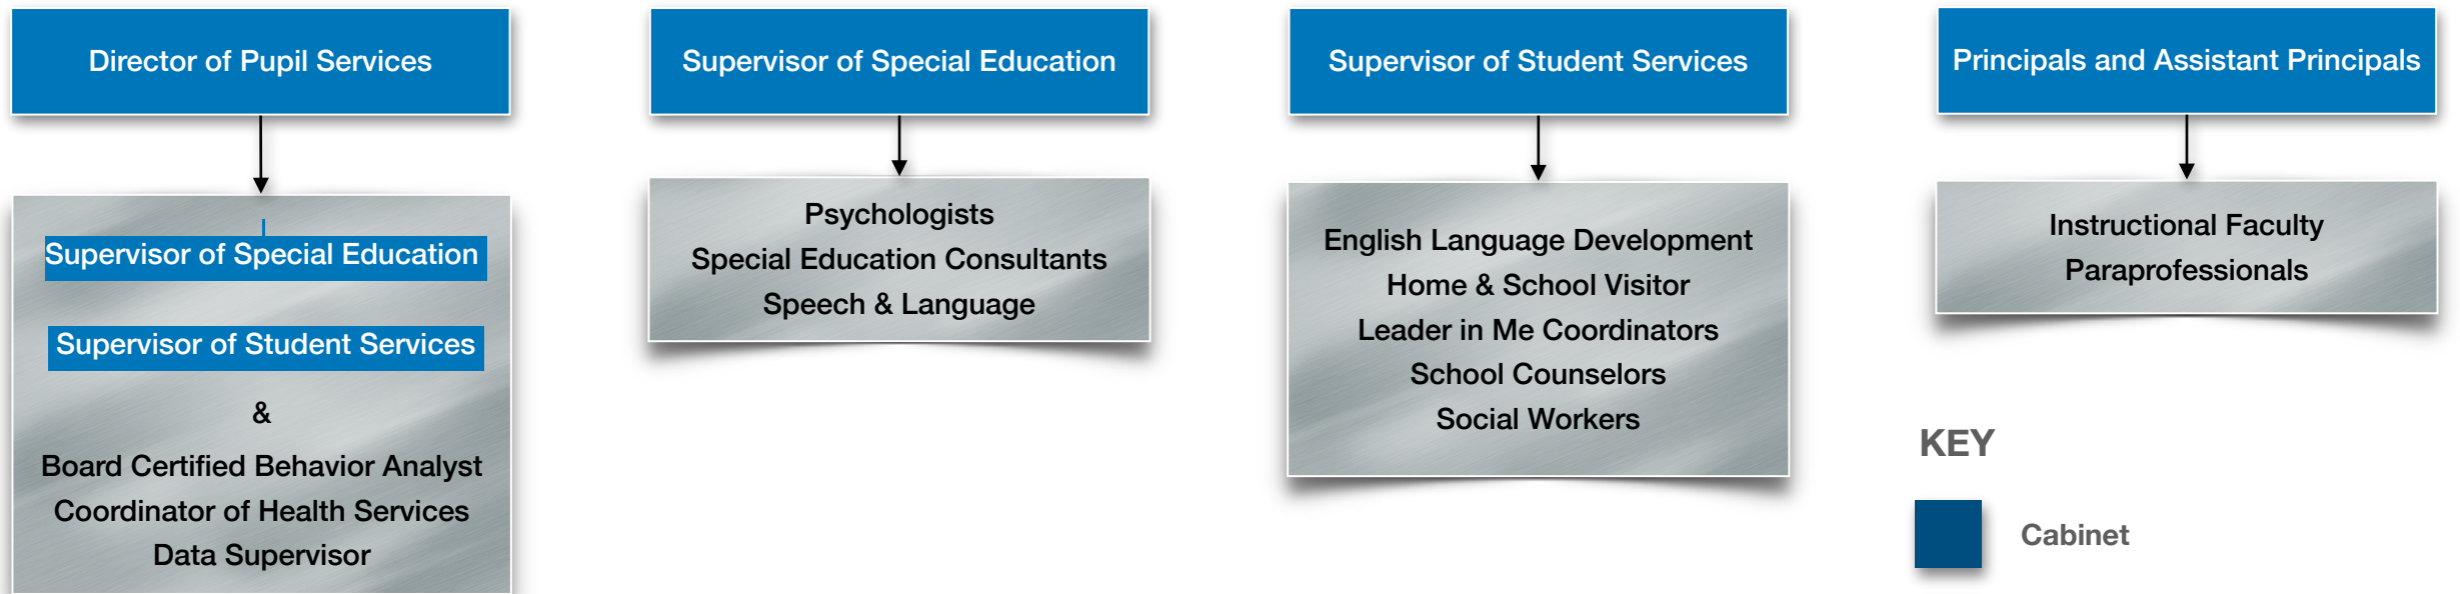 Director of Pupil Services
Supervisor of Special Education
Supervisor of Student Services
&
Board Certified Behavior Analyst
Coordinator of Health Services
Data Supervisor
Supervisor of Special Education
Psychologists
Special Education Consultants
Speech & Language
Supervisor of Student Services
English Language Development
Home & School Visitor
Leader in Me Coordinators
School Counselors
Social Workers
Principals and Assistant Principals
Instructional Faculty
Paraprofessionals
KEY
Cabinet